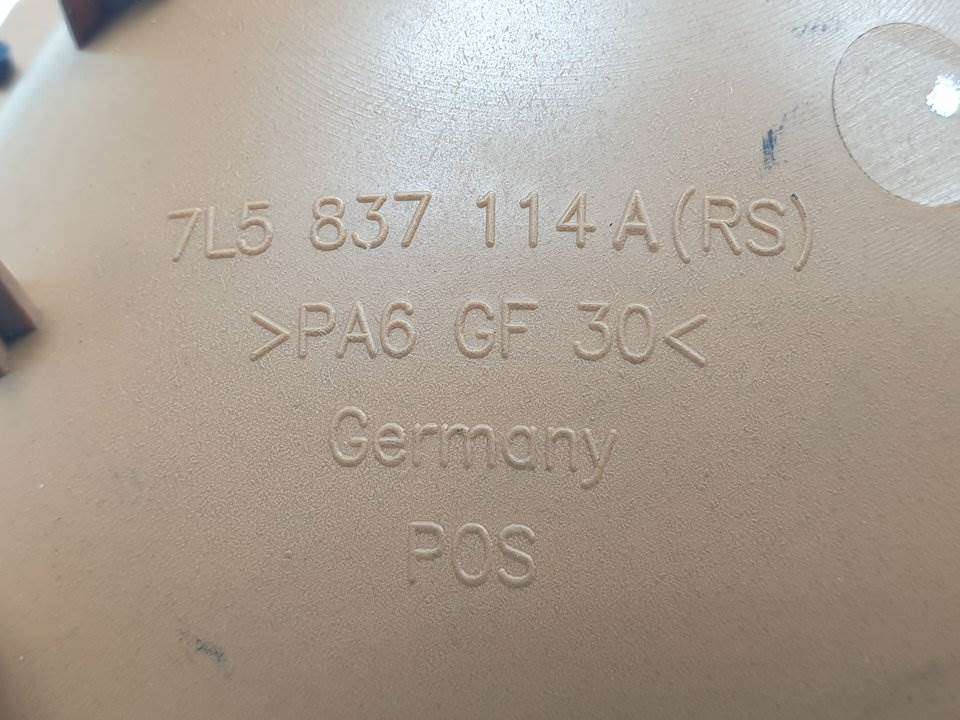 7L5 837 114 A (RS)
>PA6 GF 30<
Germany
POS